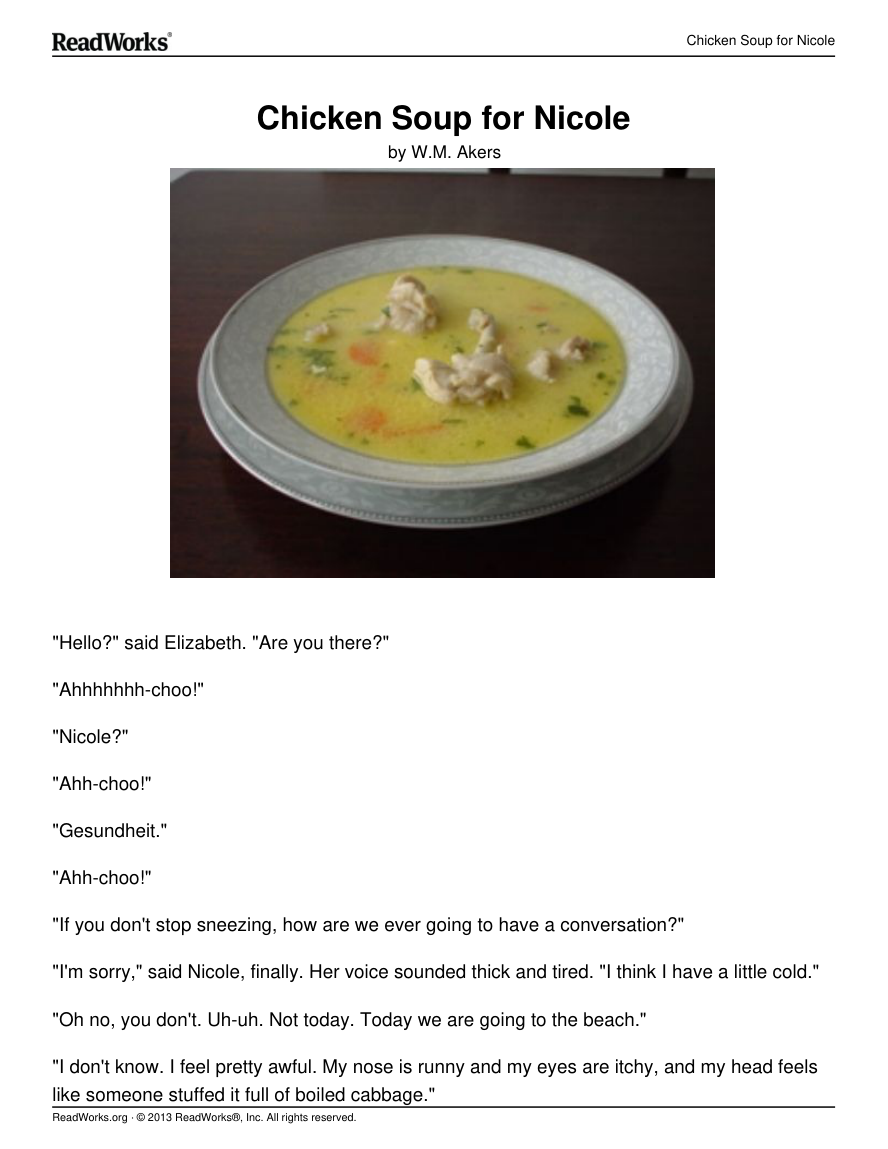 ReadWorks®
Chicken Soup for Nicole
Chicken Soup for Nicole
by W.M. Akers
"Hello?" said Elizabeth. "Are you there?"
"Ahhhhhhh-choo!"
"Nicole?"
"Ahh-choo!"
"Gesundheit."
"Ahh-choo!"
"If you don't stop sneezing, how are we ever going to have a conversation?"
"I'm sorry," said Nicole, finally. Her voice sounded thick and tired. "I think I have a little cold."
"Oh no, you don't. Uh-uh. Not today. Today we are going to the beach."
"I don't know. I feel pretty awful. My nose is runny and my eyes are itchy, and my head feels
like someone stuffed it full of boiled cabbage."
ReadWorks.org · © 2013 ReadWorks®, Inc. All rights reserved.